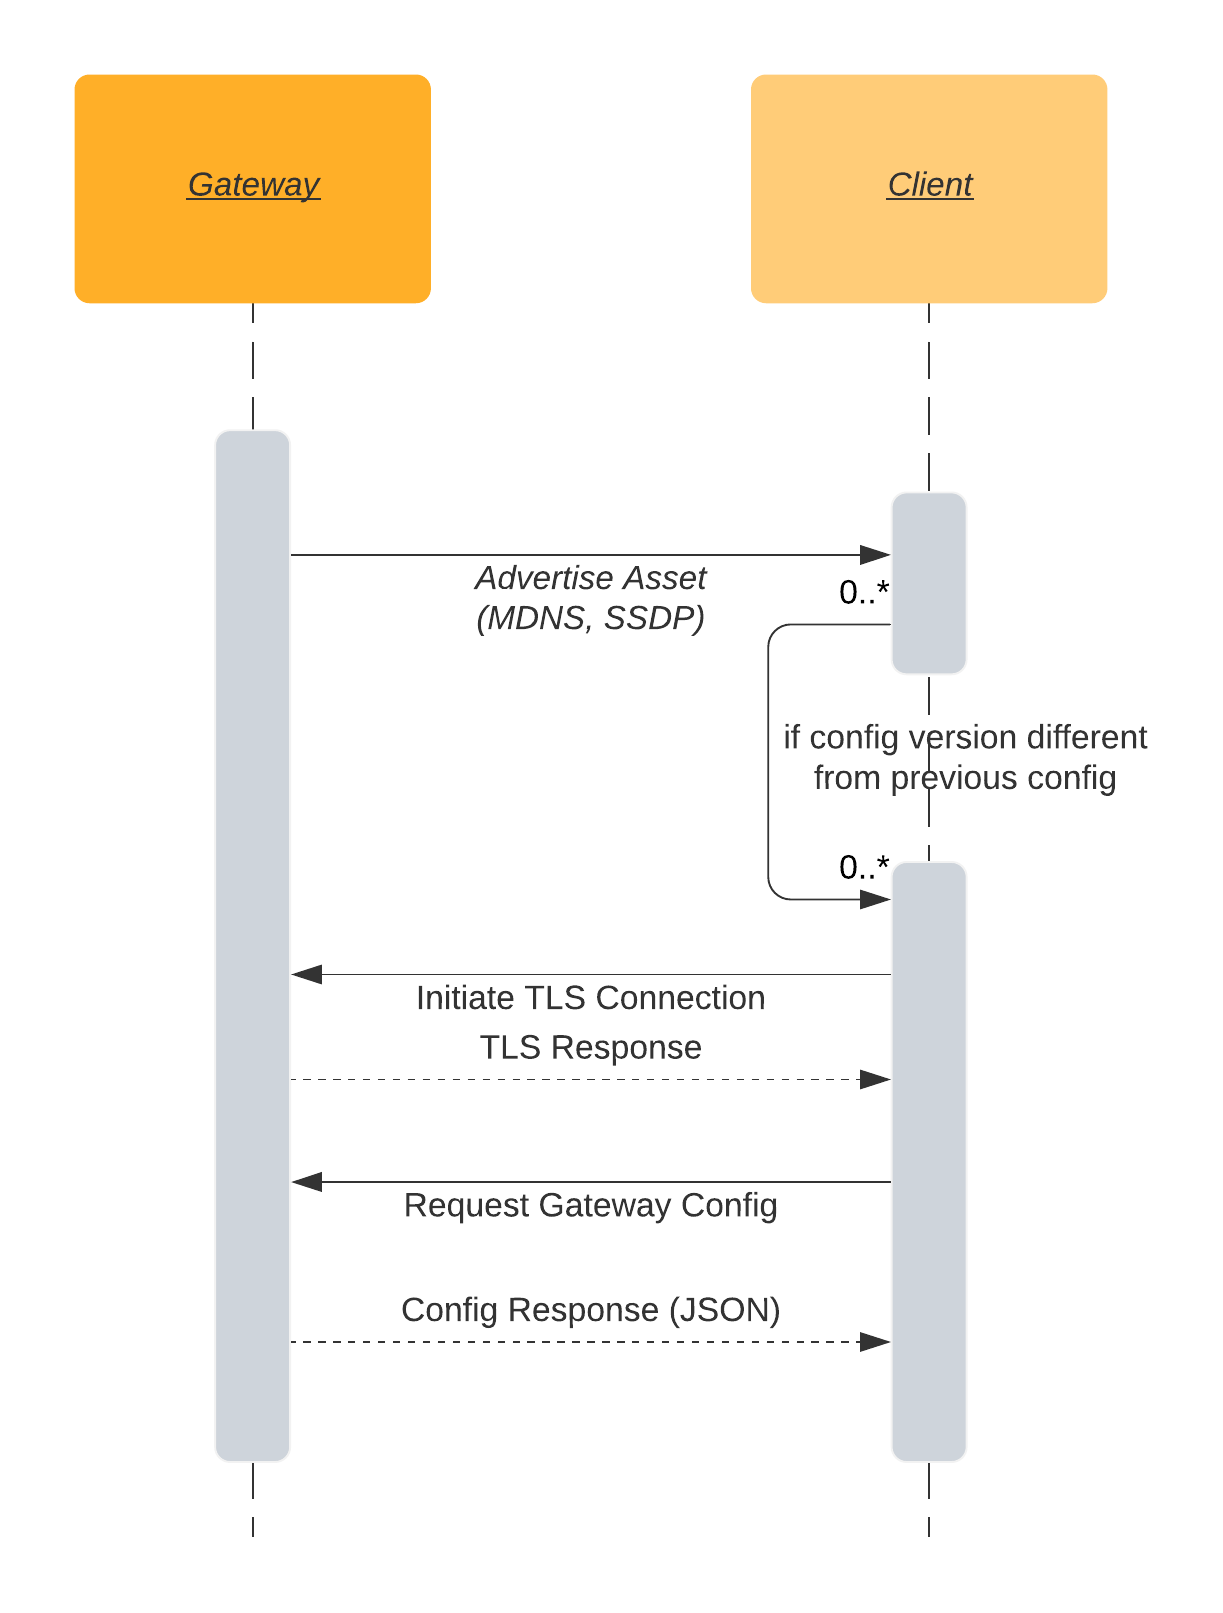 Gateway
Client
Advertise Asset
(MDNS, SSDP)
0..*
if config version different
from previous config
0..*
Initiate TLS Connection
TLS Response
Request Gateway Config
Config Response (JSON)